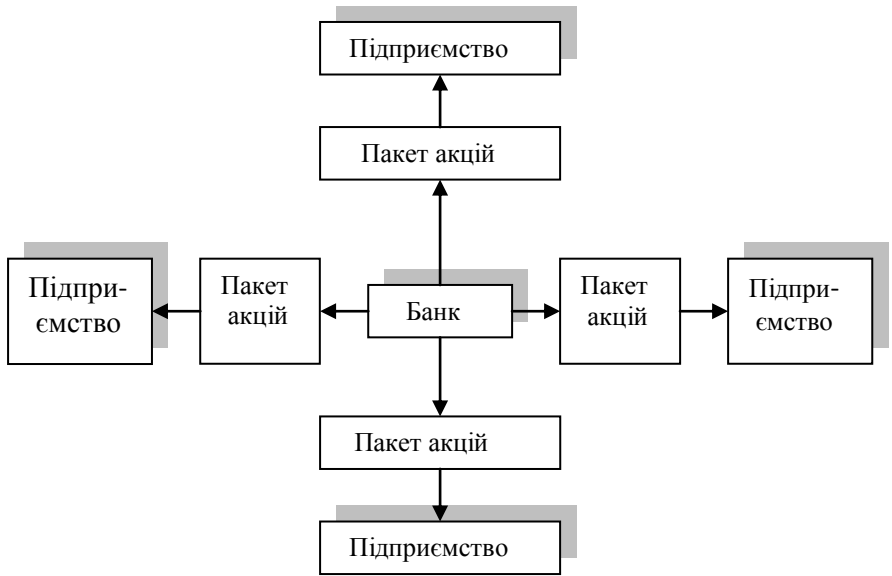 Підприємство
Пакет акцій
Підпри-
ємство
Пакет
акцій
Банк
Пакет
акцій
Підпри-
ємство
Пакет акцій
Підприємство